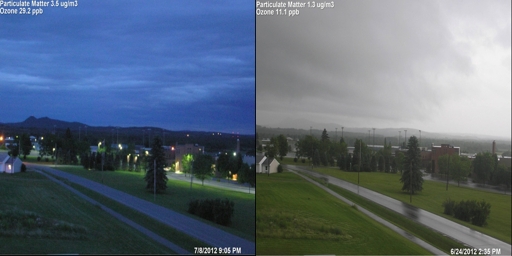 Particulate Matter 3.5 ug/m3
Ozone 29.2 ppb
7/8/2012 9:05 PM
Particulate Matter 1.3 ug/m3
Ozone 11.1 ppb
6/24/2012 2:35 PM